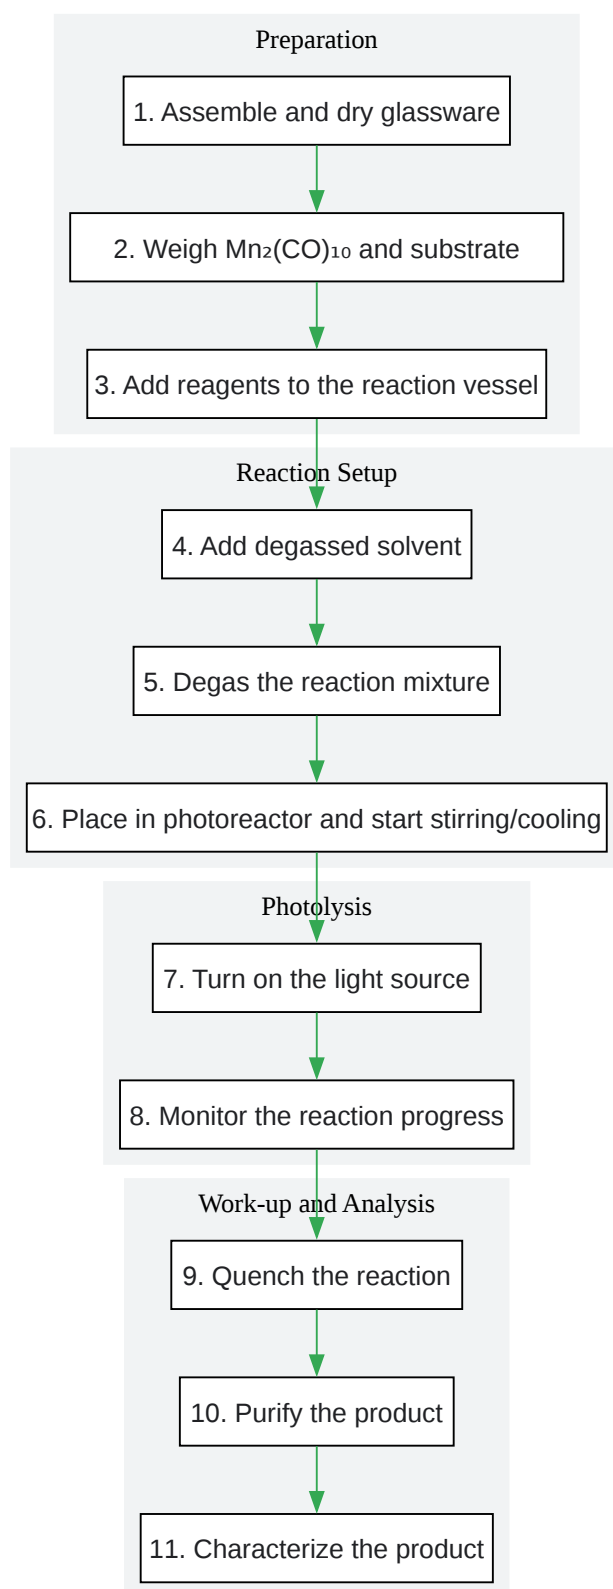 Preparation
1. Assemble and dry glassware
2. Weigh Mn₂(CO)₁₀ and substrate
3. Add reagents to the reaction vessel
Reaction Setup
4. Add degassed solvent
5. Degas the reaction mixture
6. Place in photoreactor and start stirring/cooling
Photolysis
7. Turn on the light source
8. Monitor the reaction progress
Work-up and Analysis
9. Quench the reaction
10. Purify the product
11. Characterize the product